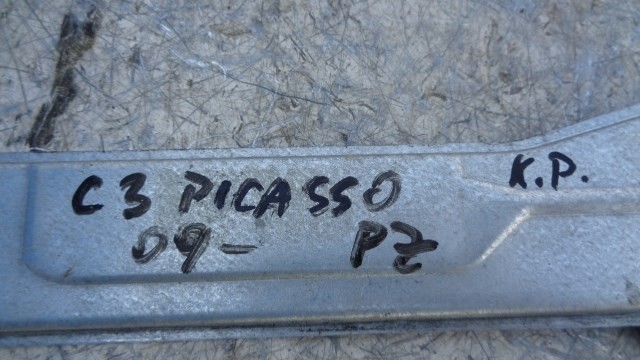 C3 PICASSO K.P.
09- PZ